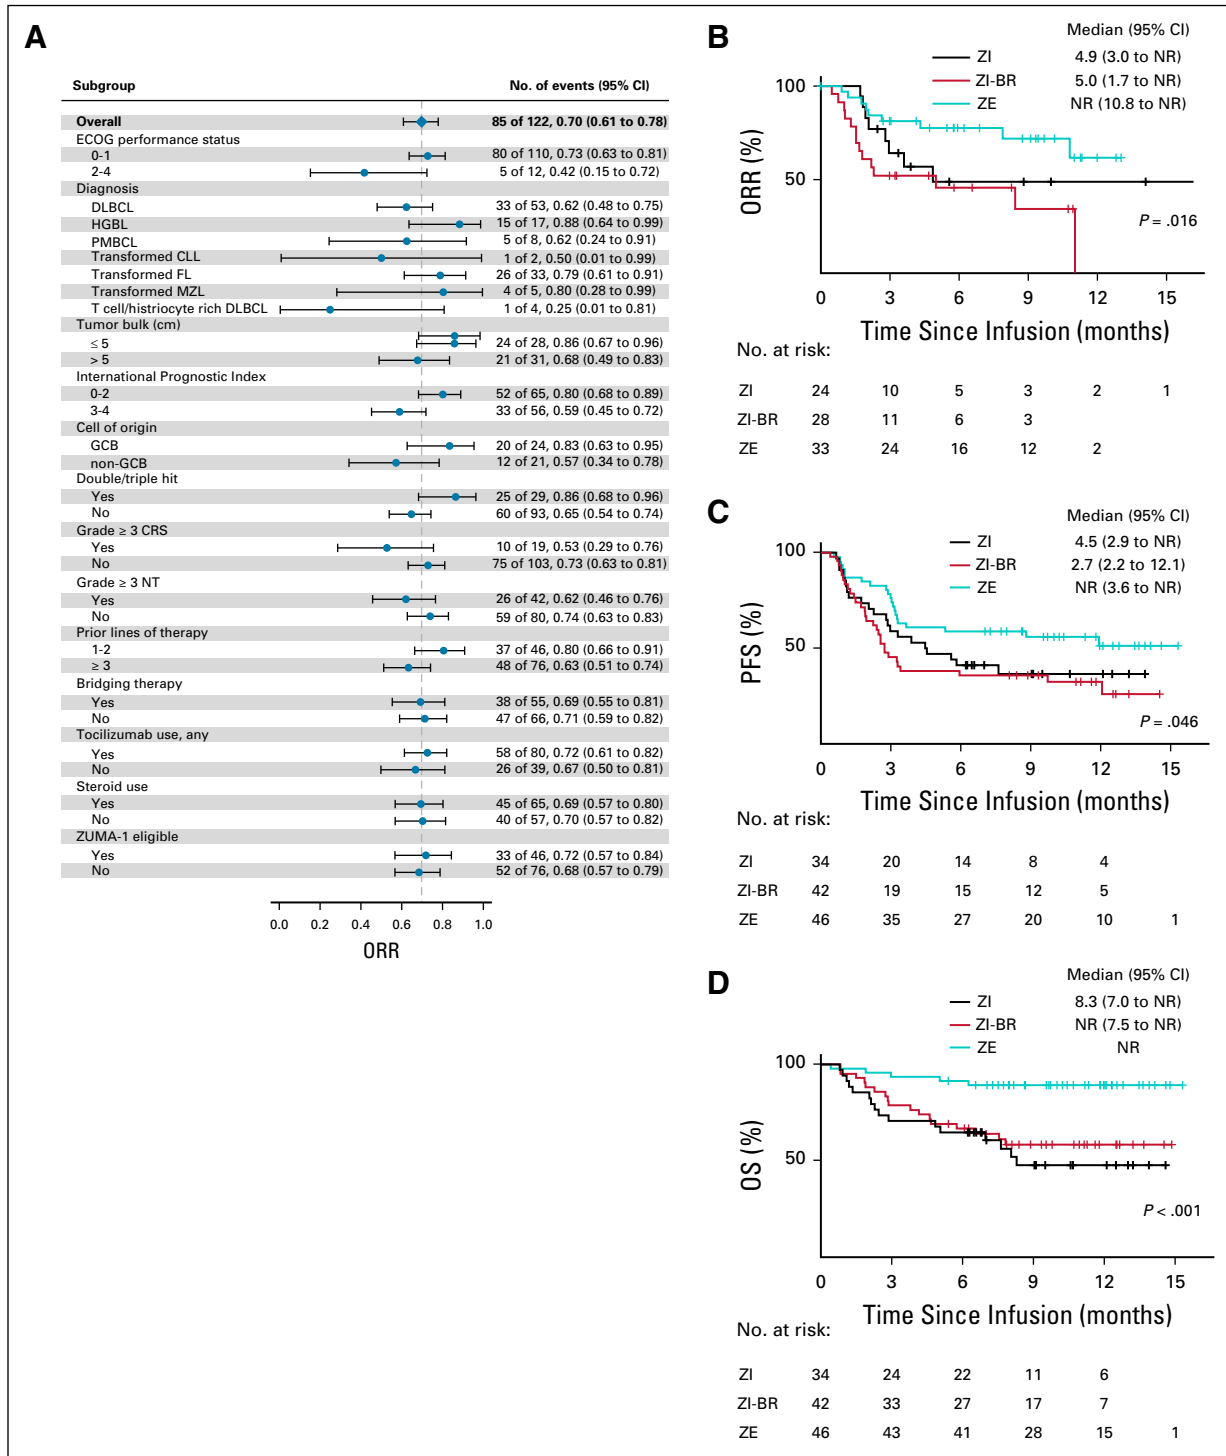 A
Subgroup No. of events (95% CI)
Overall 85 of 122, 0.70 (0.61 to 0.78)
ECOG performance status
0-1 80 of 110, 0.73 (0.63 to 0.81)
2-4 5 of 12, 0.42 (0.15 to 0.72)
Diagnosis
DLBCL 33 of 53, 0.62 (0.48 to 0.75)
HGBL 15 of 17, 0.88 (0.64 to 0.99)
PMBCL 5 of 8, 0.62 (0.24 to 0.91)
Transformed CLL 1 of 2, 0.50 (0.01 to 0.99)
Transformed FL 26 of 33, 0.79 (0.61 to 0.91)
Transformed MZL 4 of 5, 0.80 (0.28 to 0.99)
T cell/histriocyte rich DLBCL 1 of 4, 0.25 (0.01 to 0.81)
Tumor bulk (cm)
≤ 5 24 of 28, 0.86 (0.67 to 0.96)
> 5 21 of 31, 0.68 (0.49 to 0.83)
International Prognostic Index
0-2 52 of 65, 0.80 (0.68 to 0.89)
3-4 33 of 56, 0.59 (0.45 to 0.72)
Cell of origin
GCB 20 of 24, 0.83 (0.63 to 0.95)
non-GCB 12 of 21, 0.57 (0.34 to 0.78)
Double/triple hit
Yes 25 of 29, 0.86 (0.68 to 0.96)
No 60 of 93, 0.65 (0.54 to 0.74)
Grade ≥ 3 CRS
Yes 10 of 19, 0.53 (0.29 to 0.76)
No 75 of 103, 0.73 (0.63 to 0.81)
Grade ≥ 3 NT
Yes 26 of 42, 0.62 (0.46 to 0.76)
No 59 of 80, 0.74 (0.63 to 0.83)
Prior lines of therapy
1-2 37 of 46, 0.80 (0.66 to 0.91)
≥ 3 48 of 76, 0.63 (0.51 to 0.74)
Bridging therapy
Yes 38 of 55, 0.69 (0.55 to 0.81)
No 47 of 66, 0.71 (0.59 to 0.82)
Tocilizumab use, any
Yes 58 of 80, 0.72 (0.61 to 0.82)
No 26 of 39, 0.67 (0.50 to 0.81)
Steroid use
Yes 45 of 65, 0.69 (0.57 to 0.80)
No 40 of 57, 0.70 (0.57 to 0.82)
ZUMA-1 eligible
Yes 33 of 46, 0.72 (0.57 to 0.84)
No 52 of 76, 0.68 (0.57 to 0.79)
0.0 0.2 0.4 0.6 0.8 1.0
ORR
B
Median (95% CI)
ZI 4.9 (3.0 to NR)
ZI-BR 5.0 (1.7 to NR)
ZE NR (10.8 to NR)
100
50
ORR (%)
P = .016
0 3 6 9 12 15
Time Since Infusion (months)
No. at risk:
ZI 24 10 5 3 2 1
ZI-BR 28 11 6 3
ZE 33 24 16 12 2
C
Median (95% CI)
ZI 4.5 (2.9 to NR)
ZI-BR 2.7 (2.2 to 12.1)
ZE NR (3.6 to NR)
100
50
PFS (%)
P = .046
0 3 6 9 12 15
Time Since Infusion (months)
No. at risk:
ZI 34 20 14 8 4
ZI-BR 42 19 15 12 5
ZE 46 35 27 20 10 1
D
Median (95% CI)
ZI 8.3 (7.0 to NR)
ZI-BR NR (7.5 to NR)
ZE NR
100
50
OS (%)
P < .001
0 3 6 9 12 15
Time Since Infusion (months)
No. at risk:
ZI 34 24 22 11 6
ZI-BR 42 33 27 17 7
ZE 46 43 41 28 15 1